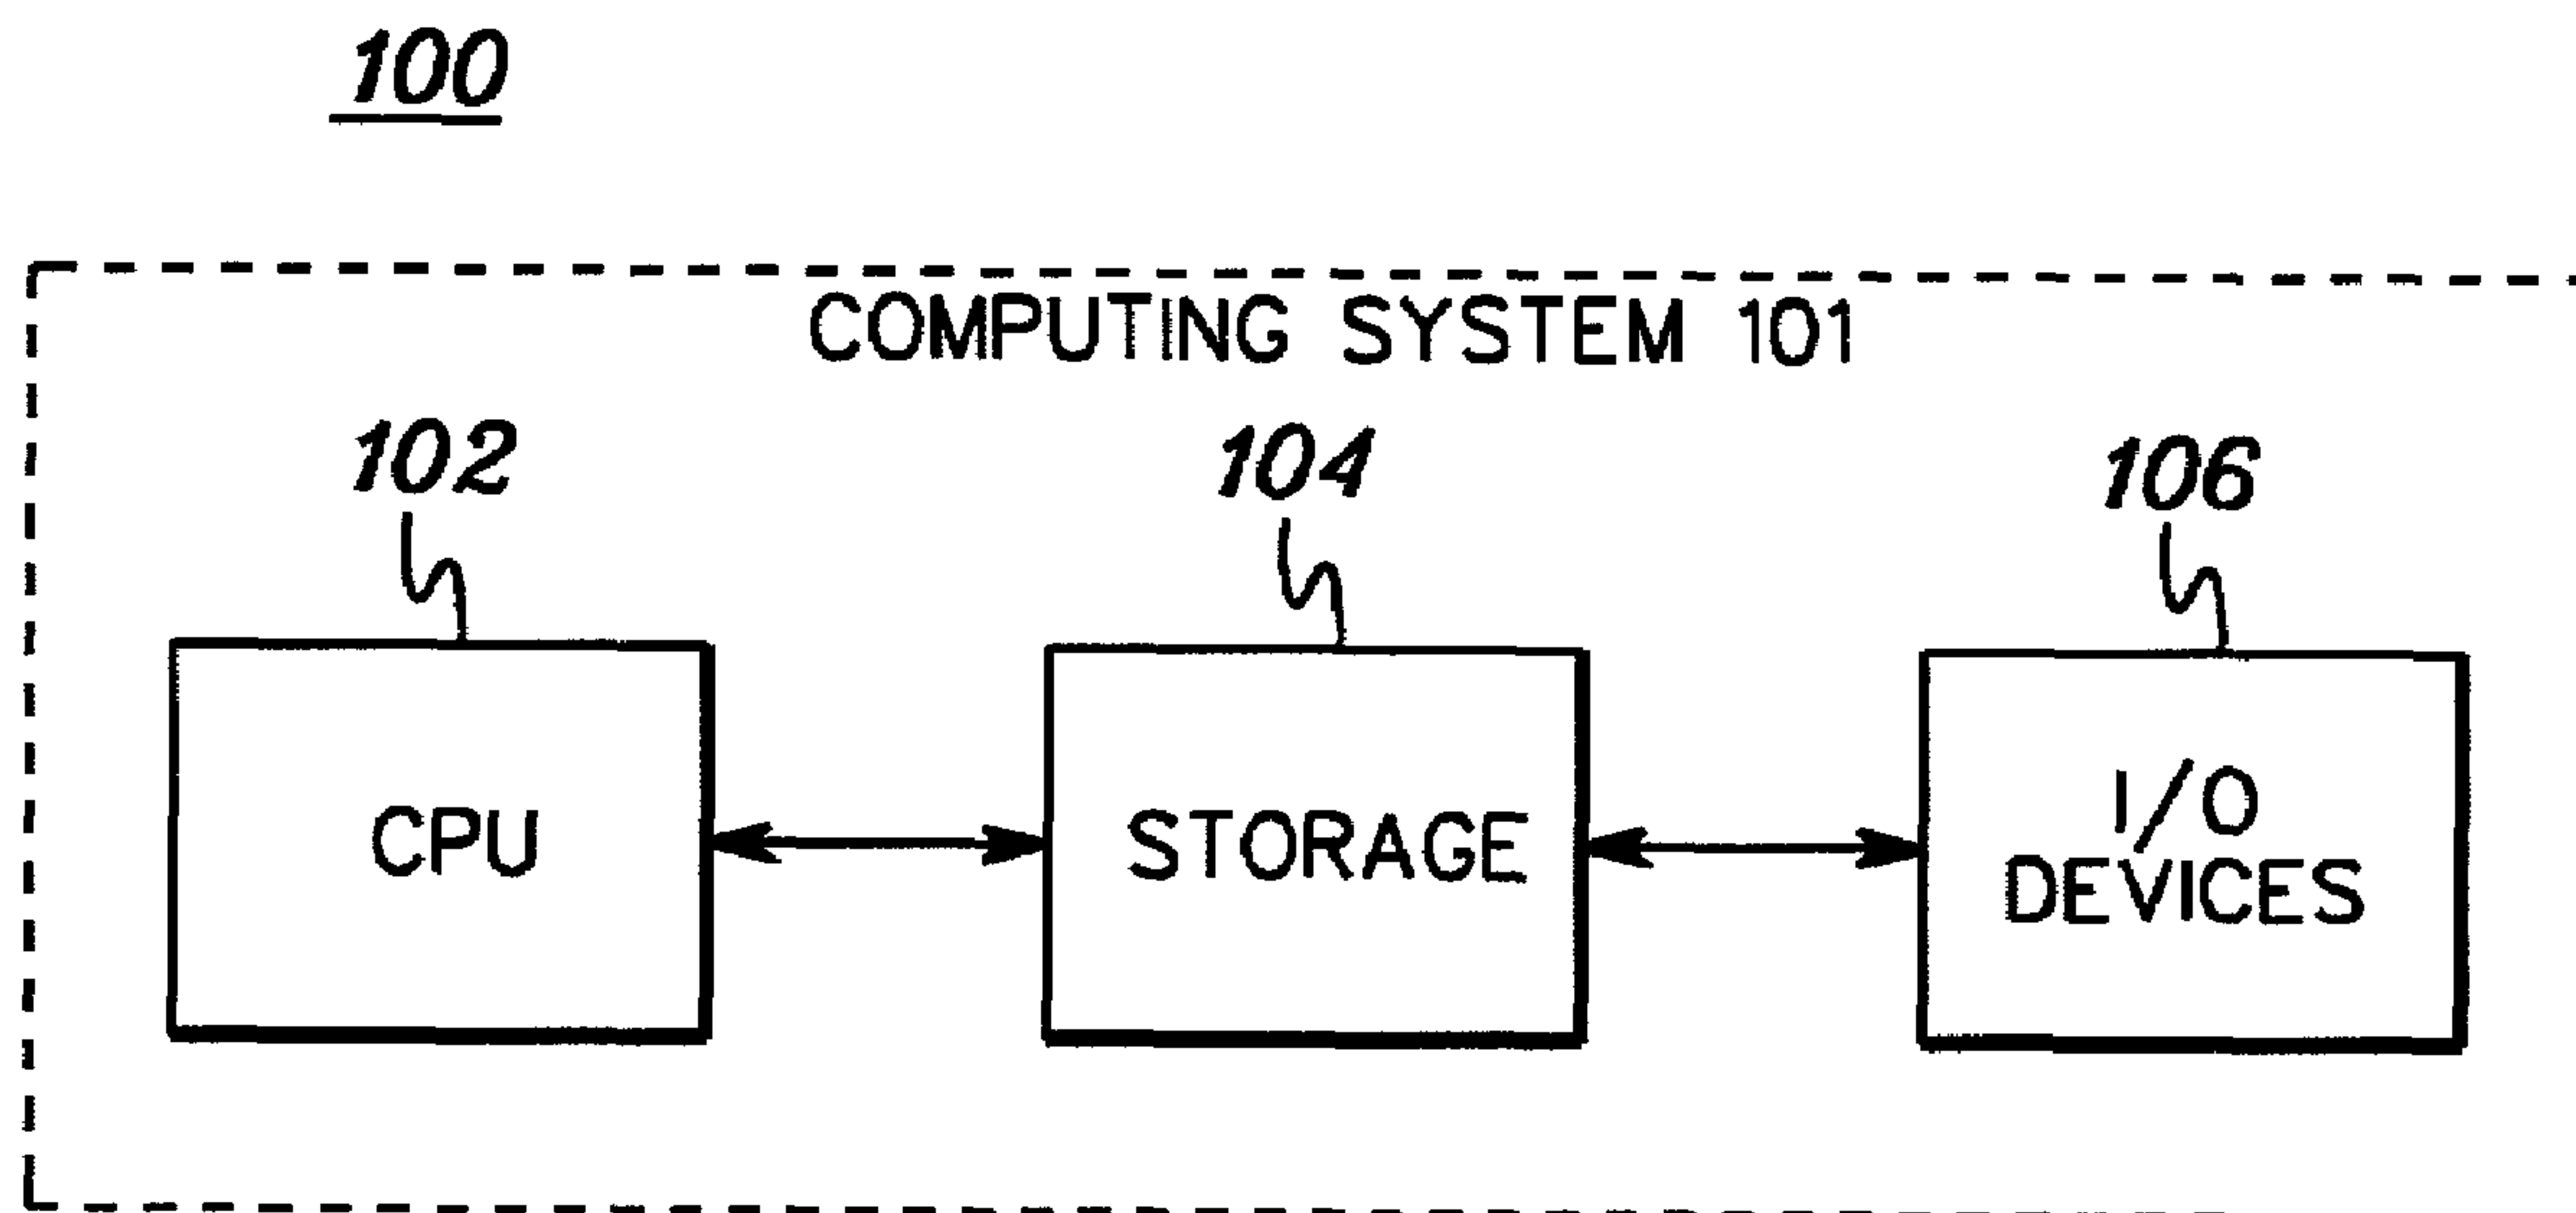 100
COMPUTING SYSTEM 101
102
104
106
CPU
STORAGE
I/O
DEVICES